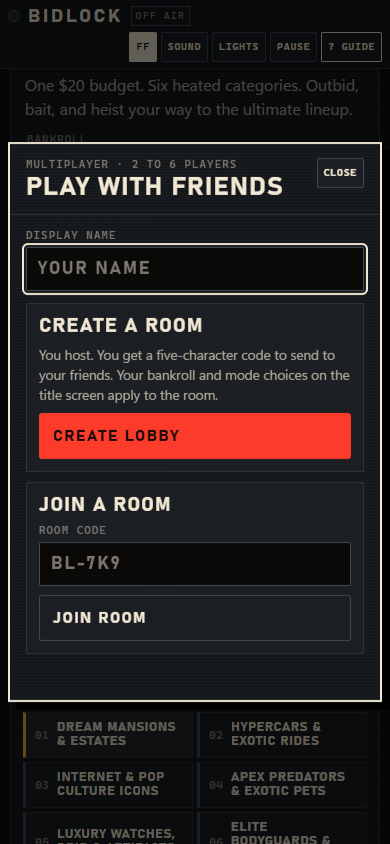 BIDLOCK
OFF AIR
FF
SOUND
LIGHTS
PAUSE
? GUIDE
One $20 budget. Six heated categories. Outbid,
bait, and heist your way to the ultimate lineup.
BANKROLL
MULTIPLAYER · 2 TO 6 PLAYERS
PLAY WITH FRIENDS
CLOSE
DISPLAY NAME
YOUR NAME
CREATE A ROOM
You host. You get a five-character code to send to
your friends. Your bankroll and mode choices on the
title screen apply to the room.
CREATE LOBBY
JOIN A ROOM
ROOM CODE
BL-7K9
JOIN ROOM
01 DREAM MANSIONS
& ESTATES
02 HYPERCARS &
EXOTIC RIDES
03 INTERNET & POP
CULTURE ICONS
04 APEX PREDATORS
& EXOTIC PETS
05 LUXURY WATCHES,
06 ELITE
BODYGUARDS &